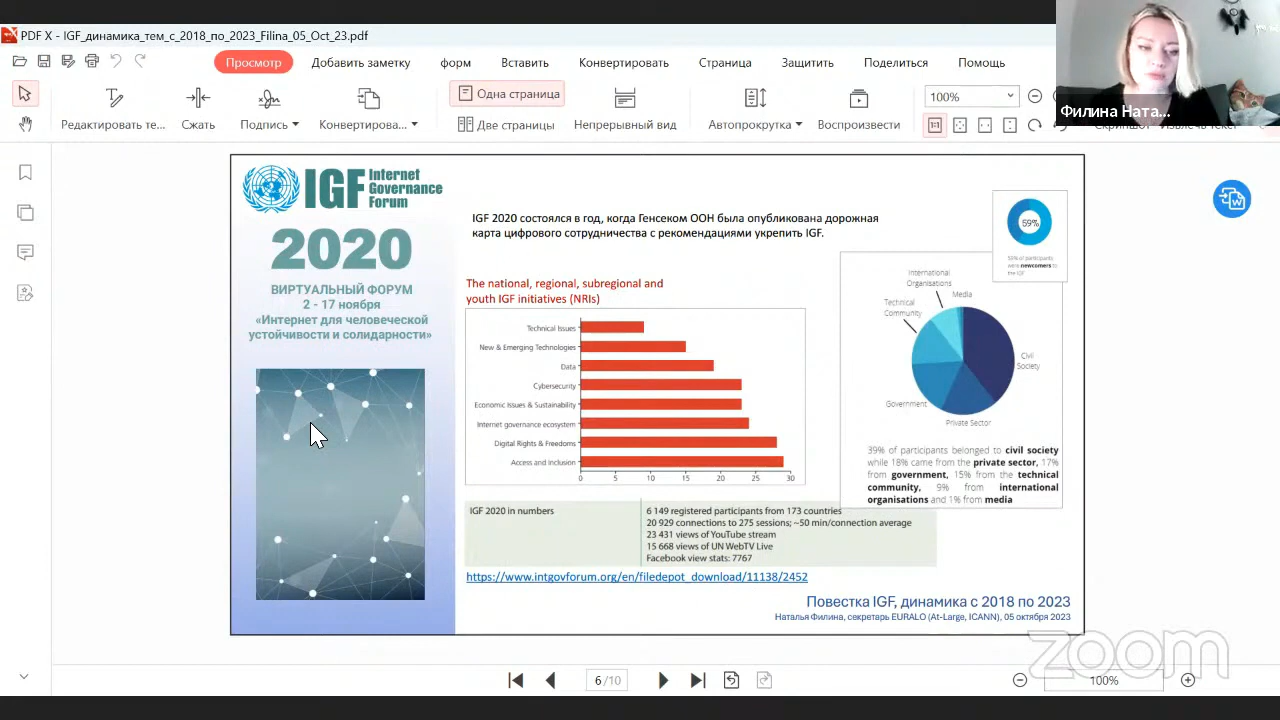 PDF X - IGF_динамика_тем_с_2018_по_2023_Filina_05_Oct_23.pdf
Просмотр
Добавить заметку
форм
Вставить
Конвертировать
Страница
Защитить
Поделиться
Помощь
Редактировать те...
Сжать
Подпись
Конвертирова...
Одна страница
Две страницы
Непрерывный вид
Автопрокрутка
Воспроизвести
100%
Филина Ната...
IGF Internet
Governance
Forum
2020
ВИРТУАЛЬНЫЙ ФОРУМ
2 - 17 ноября
«Интернет для человеческой
устойчивости и солидарности»
IGF 2020 состоялся в год, когда Генсеком ООН была опубликована дорожная
карта цифрового сотрудничества с рекомендациями укрепить IGF.
59%
59% of participants
were newcomers to
the IGF
The national, regional, subregional and
youth IGF initiatives (NRIs)
Technical Issues
New & Emerging Technologies
Data
Cybersecurity
Economic Issues & Sustainability
Internet governance ecosystem
Digital Rights & Freedoms
Access and Inclusion
0 5 10 15 20 25 30
International
Organisations
Media
Technical
Community
Civil
Society
Government
Private Sector
39% of participants belonged to civil society
while 18% came from the private sector, 17%
from government, 15% from the technical
community, 9% from international
organisations and 1% from media
IGF 2020 in numbers
6 149 registered participants from 173 countries
20 929 connections to 275 sessions; ~50 min/connection average
23 431 views of YouTube stream
15 668 views of UN WebTV Live
Facebook view stats: 7767
https://www.intgovforum.org/en/filedepot_download/11138/2452
Повестка IGF, динамика с 2018 по 2023
Наталья Филина, секретарь EURALO (At-Large, ICANN), 05 октября 2023
zoom
6 /10
100%